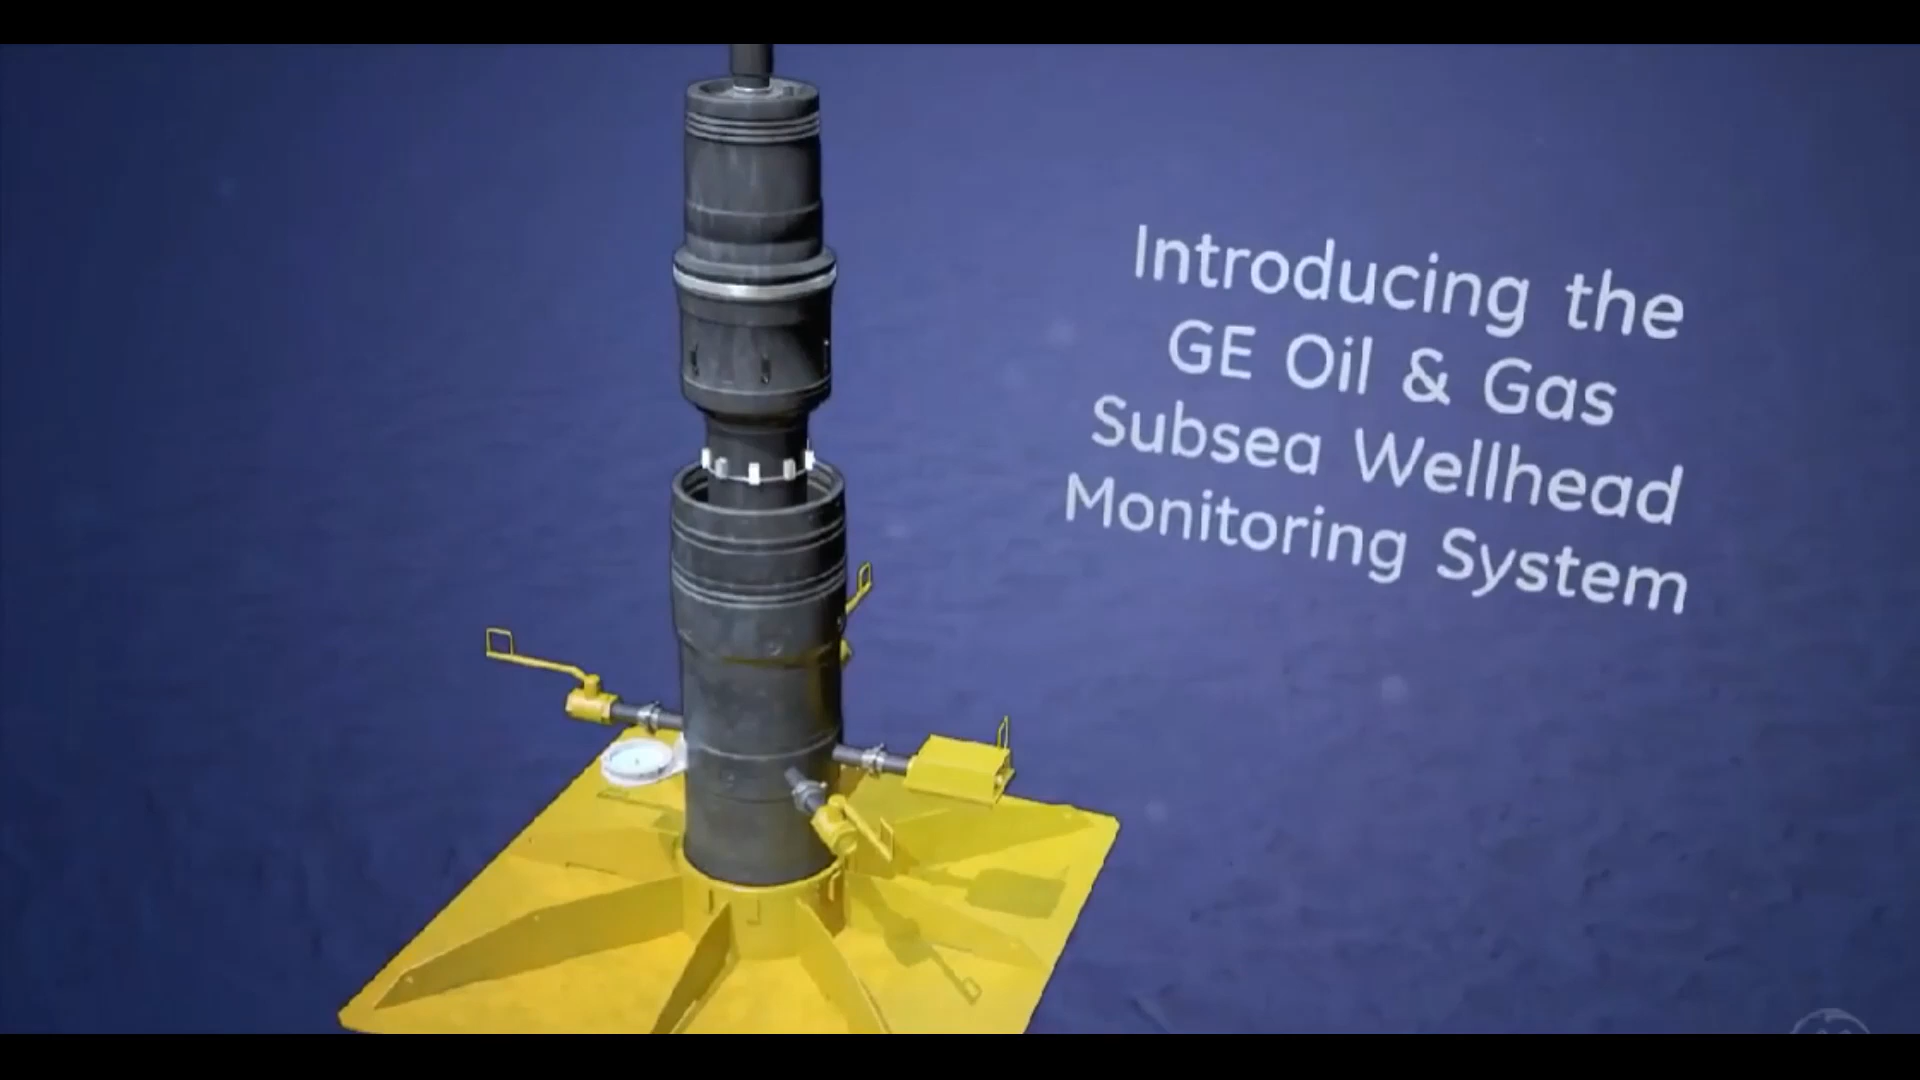 Introducing the
GE Oil & Gas
Subsea Wellhead
Monitoring System